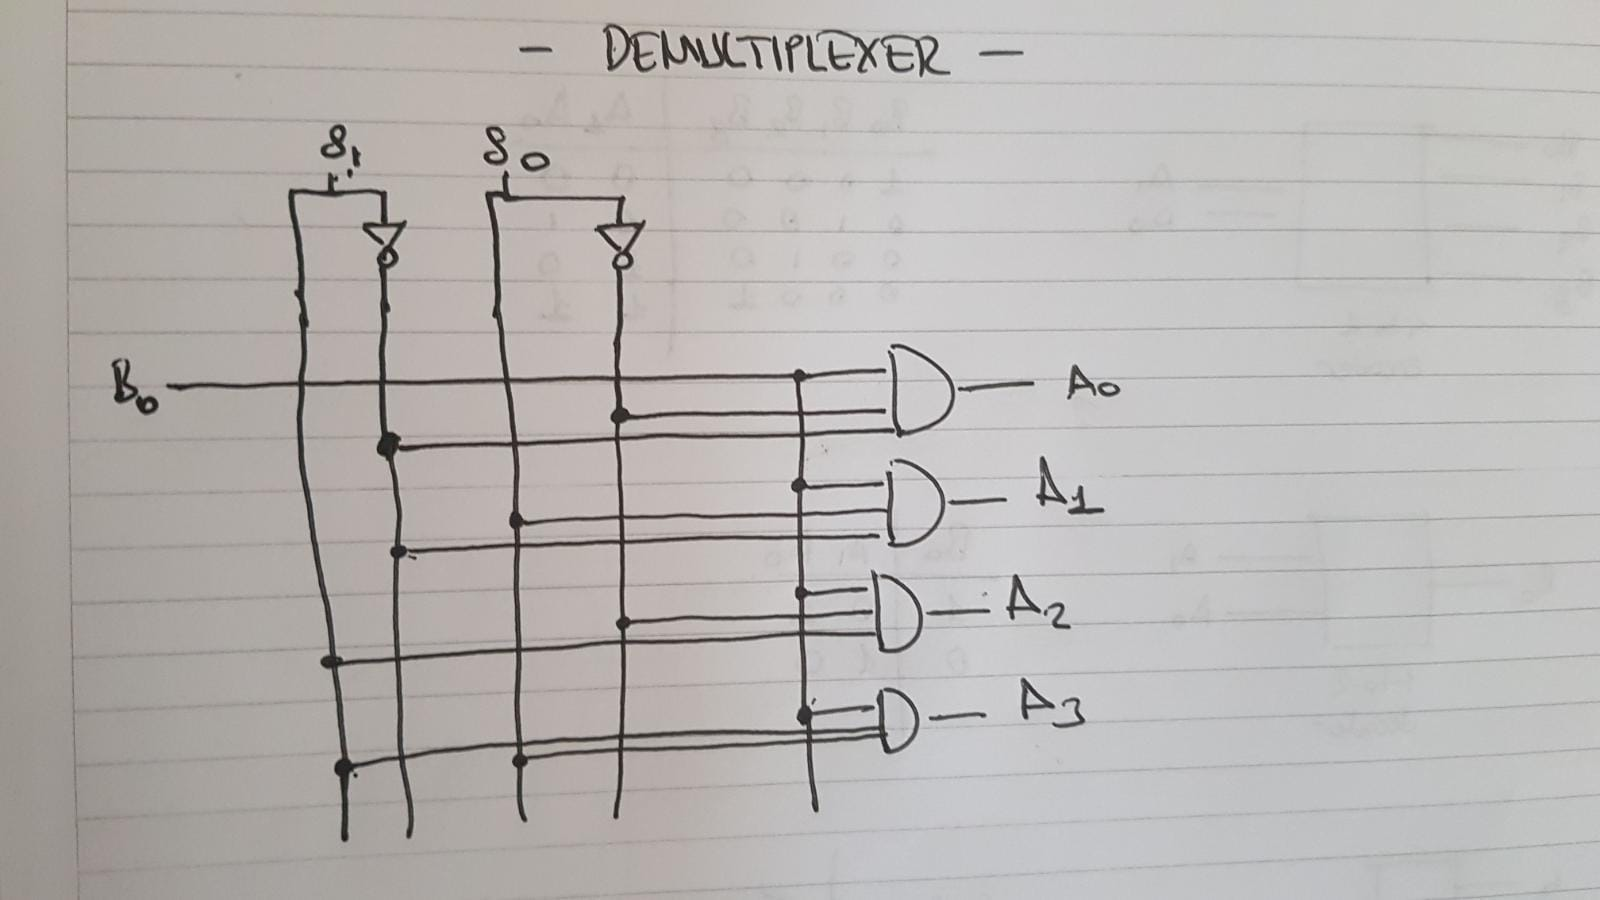 - DEMULTIPLEXER -
S1 S0
B0
A0
A1
A2
A3